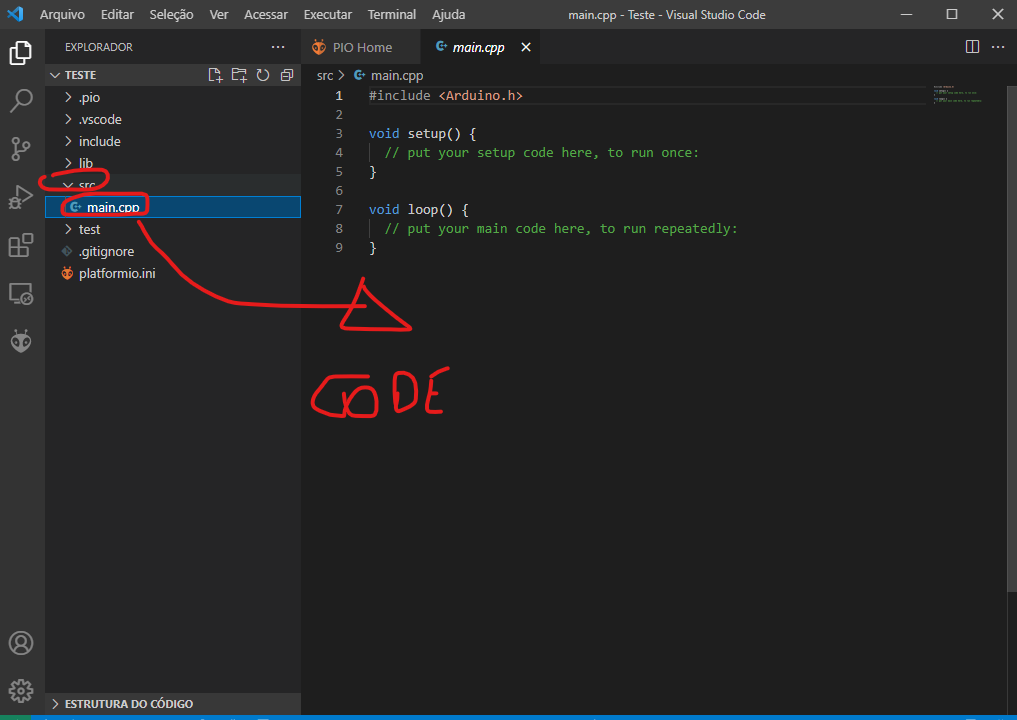 Arquivo Editar Seleção Ver Acessar Executar Terminal Ajuda main.cpp - Teste - Visual Studio Code
EXPLORADOR
TESTE
.pio
.vscode
include
lib
src
main.cpp
test
.gitignore
platformio.ini
ESTRUTURA DO CÓDIGO
PIO Home main.cpp
src > main.cpp
1 #include <Arduino.h>
2
3 void setup() {
4 // put your setup code here, to run once:
5 }
6
7 void loop() {
8 // put your main code here, to run repeatedly:
9 }
CODE